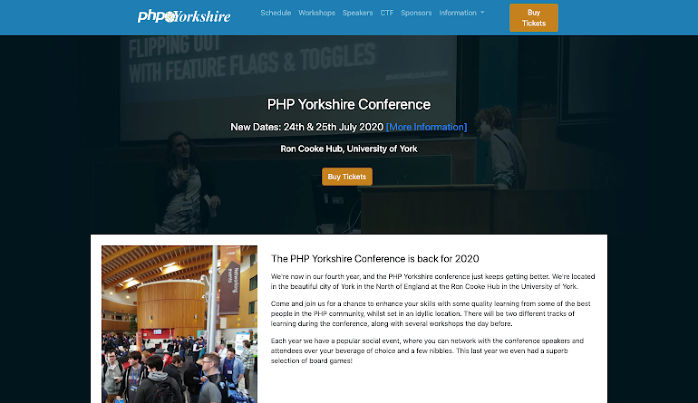 php Yorkshire
Schedule Workshops Speakers CTF Sponsors Information
Buy
Tickets
FLIPPING OUT
WITH FEATURE FLAGS & TOGGLES
PHP Yorkshire Conference
New Dates: 24th & 25th July 2020 [More Information]
Ron Cooke Hub, University of York
Buy Tickets
The PHP Yorkshire Conference is back for 2020
We're now in our fourth year, and the PHP Yorkshire conference just keeps getting better. We're located
in the beautiful city of York in the North of England at the Ron Cooke Hub in the University of York.
Come and join us for a chance to enhance your skills with some quality learning from some of the best
people in the PHP community, whilst set in an idyllic location. There will be two different tracks of
learning during the conference, along with several workshops the day before.
Each year we have a popular social event, where you can network with the conference speakers and
attendees over your beverage of choice and a few nibbles. This last year we even had a superb
selection of board games!